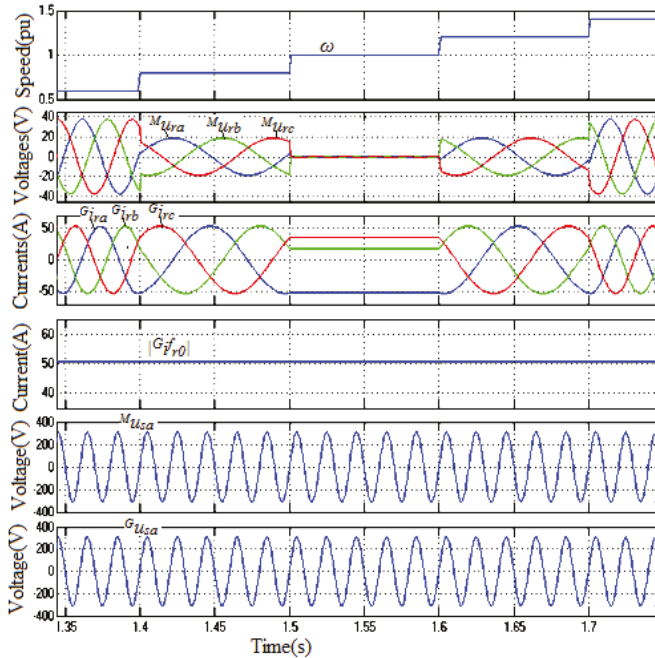 Speed(pu)
1.5
1
0.5
ω
Voltages(V)
40
20
0
-20
-40
Mura
Murb
Murc
Currents(A)
50
0
-50
Gira
Girb
Girc
Current(A)
60
50
40
|Gifr0|
Voltage(V)
400
200
0
-200
-400
Musa
Voltage(V)
400
200
0
-200
-400
Gusa
1.35
1.4
1.45
1.5
1.55
1.6
1.65
1.7
Time(s)